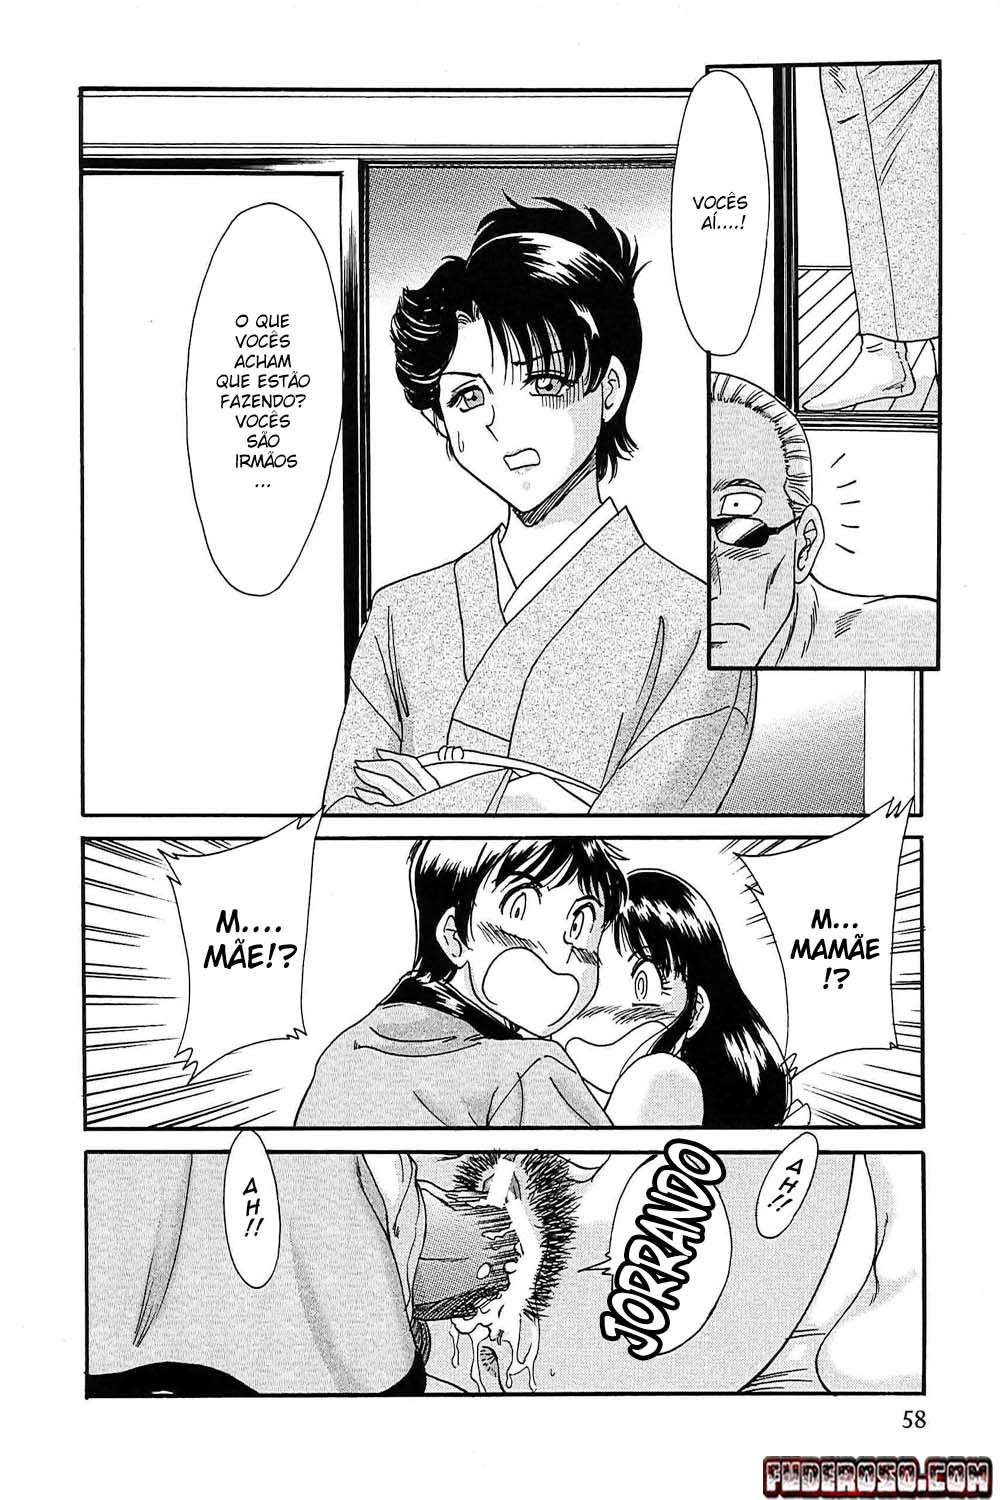 VOCÊS
AÍ....!
O QUE
VOCÊS
ACHAM
QUE ESTÃO
FAZENDO?
VOCÊS
SÃO
IRMÃOS
...
M...
MAMÃE
!?
M....
MÃE!?
AH!!
JORRANDO
AH!!
58
FUDEROSO.COM